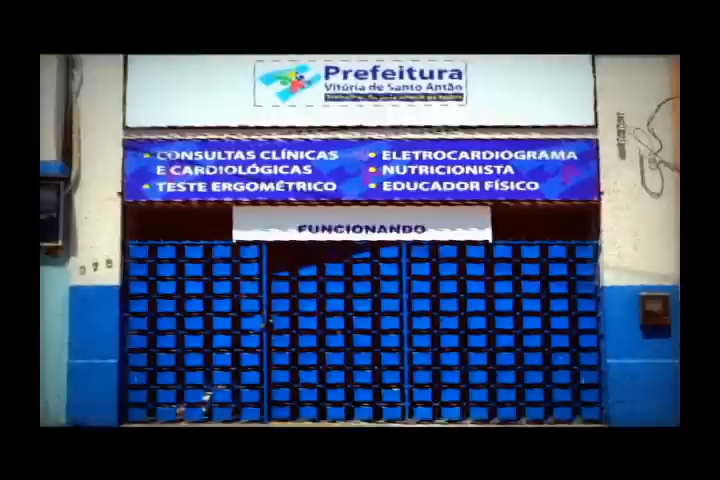 Prefeitura
Vitória de Santo Antão
• CONSULTAS CLÍNICAS
E CARDIOLÓGICAS
• TESTE ERGOMÉTRICO
• ELETROCARDIOGRAMA
• NUTRICIONISTA
• EDUCADOR FÍSICO
FUNCIONANDO